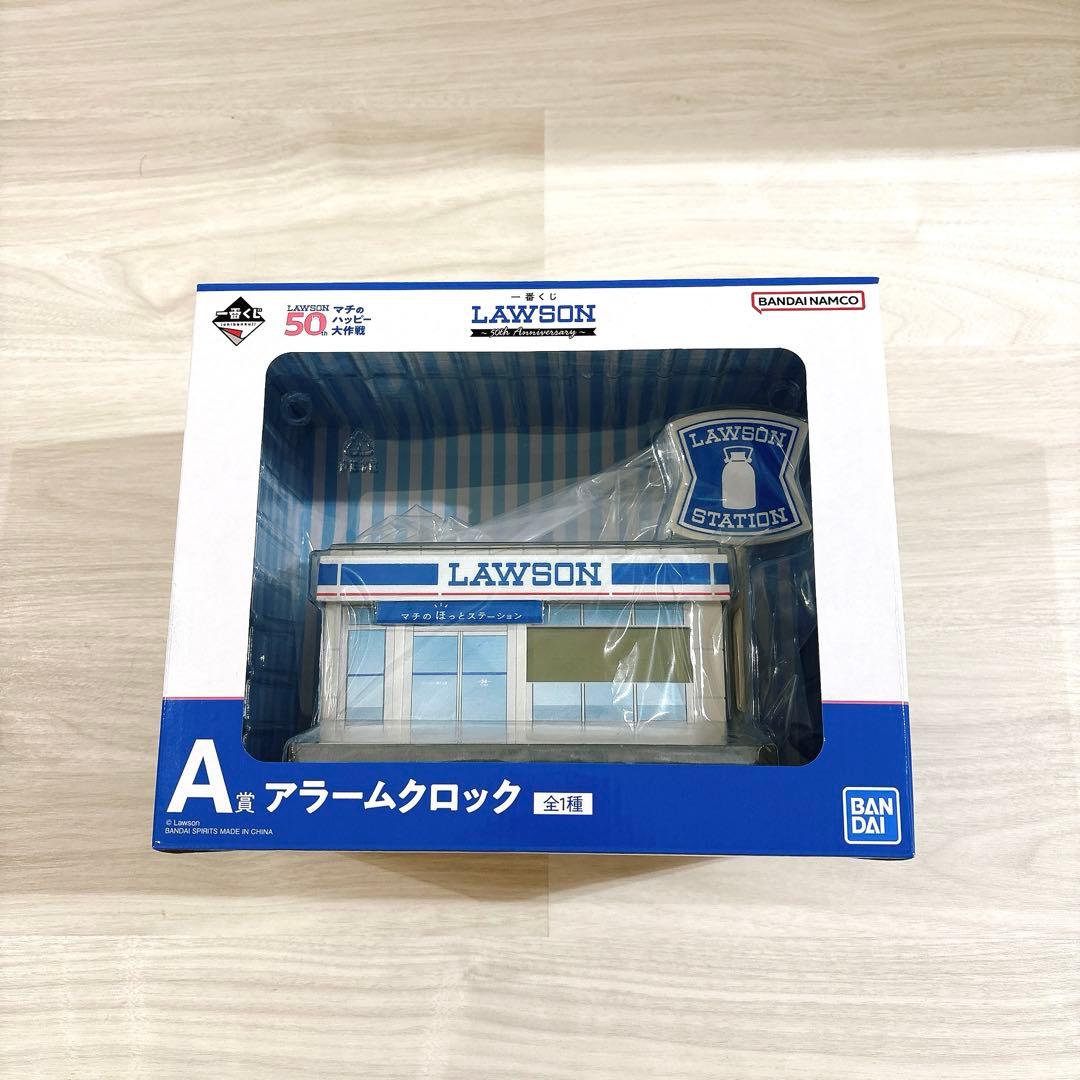 一番くじ
LAWSON
50th
マチの
ハッピー
大作戦
一番くじ
LAWSON
~50th Anniversary~
BANDAI NAMCO
LAWSON
STATION
LAWSON
マチのほっとステーション
A賞 アラームクロック 全1種
© Lawson
BANDAI SPIRITS MADE IN CHINA
BAN
DAI